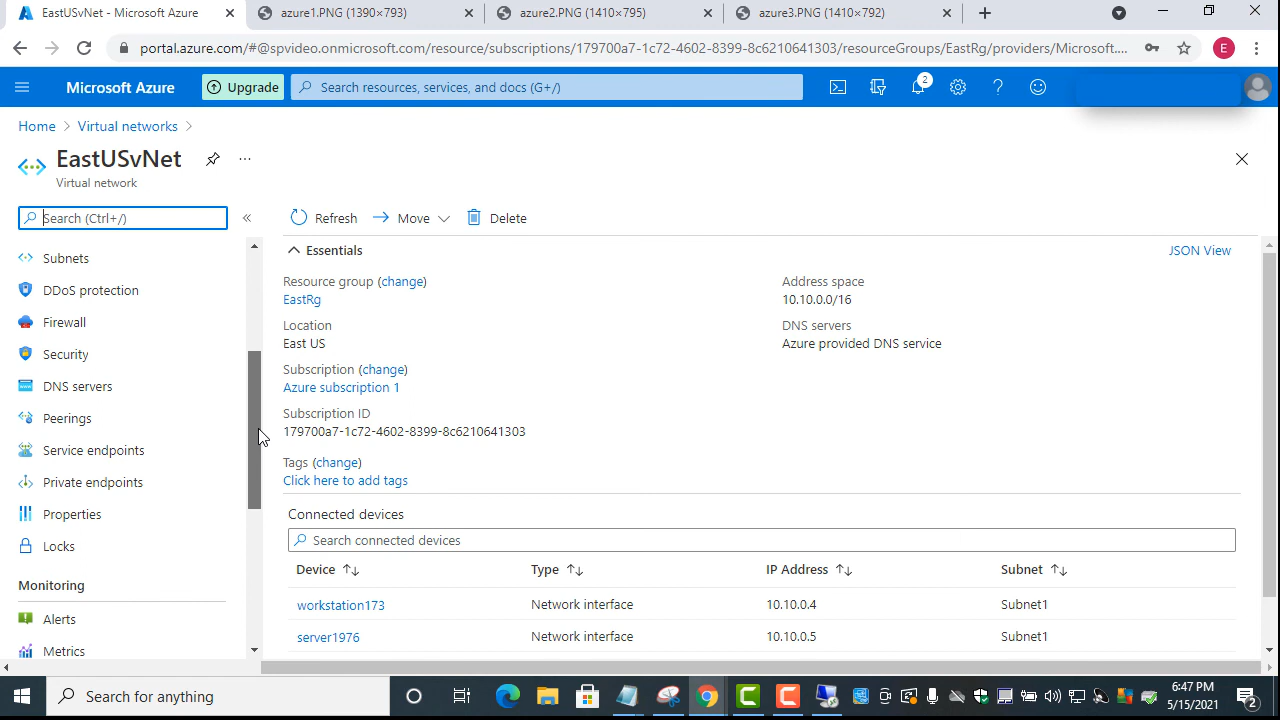 EastUSvNet - Microsoft Azure
azure1.PNG (1390×793)
azure2.PNG (1410×795)
azure3.PNG (1410×792)
portal.azure.com/#@spvideo.onmicrosoft.com/resource/subscriptions/179700a7-1c72-4602-8399-8c6210641303/resourceGroups/EastRg/providers/Microsoft....
E
Microsoft Azure
Upgrade
Search resources, services, and docs (G+/)
2
Home > Virtual networks >
EastUSvNet
...
Virtual network
Search (Ctrl+/)
«
Refresh
Move
Delete
Subnets
DDoS protection
Firewall
Security
DNS servers
Peerings
Service endpoints
Private endpoints
Properties
Locks
Monitoring
Alerts
Metrics
Essentials
JSON View
Resource group (change)
EastRg
Location
East US
Subscription (change)
Azure subscription 1
Subscription ID
179700a7-1c72-4602-8399-8c6210641303
Tags (change)
Click here to add tags
Address space
10.10.0.0/16
DNS servers
Azure provided DNS service
Connected devices
Search connected devices
Device Type IP Address Subnet
workstation173 Network interface 10.10.0.4 Subnet1
server1976 Network interface 10.10.0.5 Subnet1
Search for anything
6:47 PM
5/15/2021
2